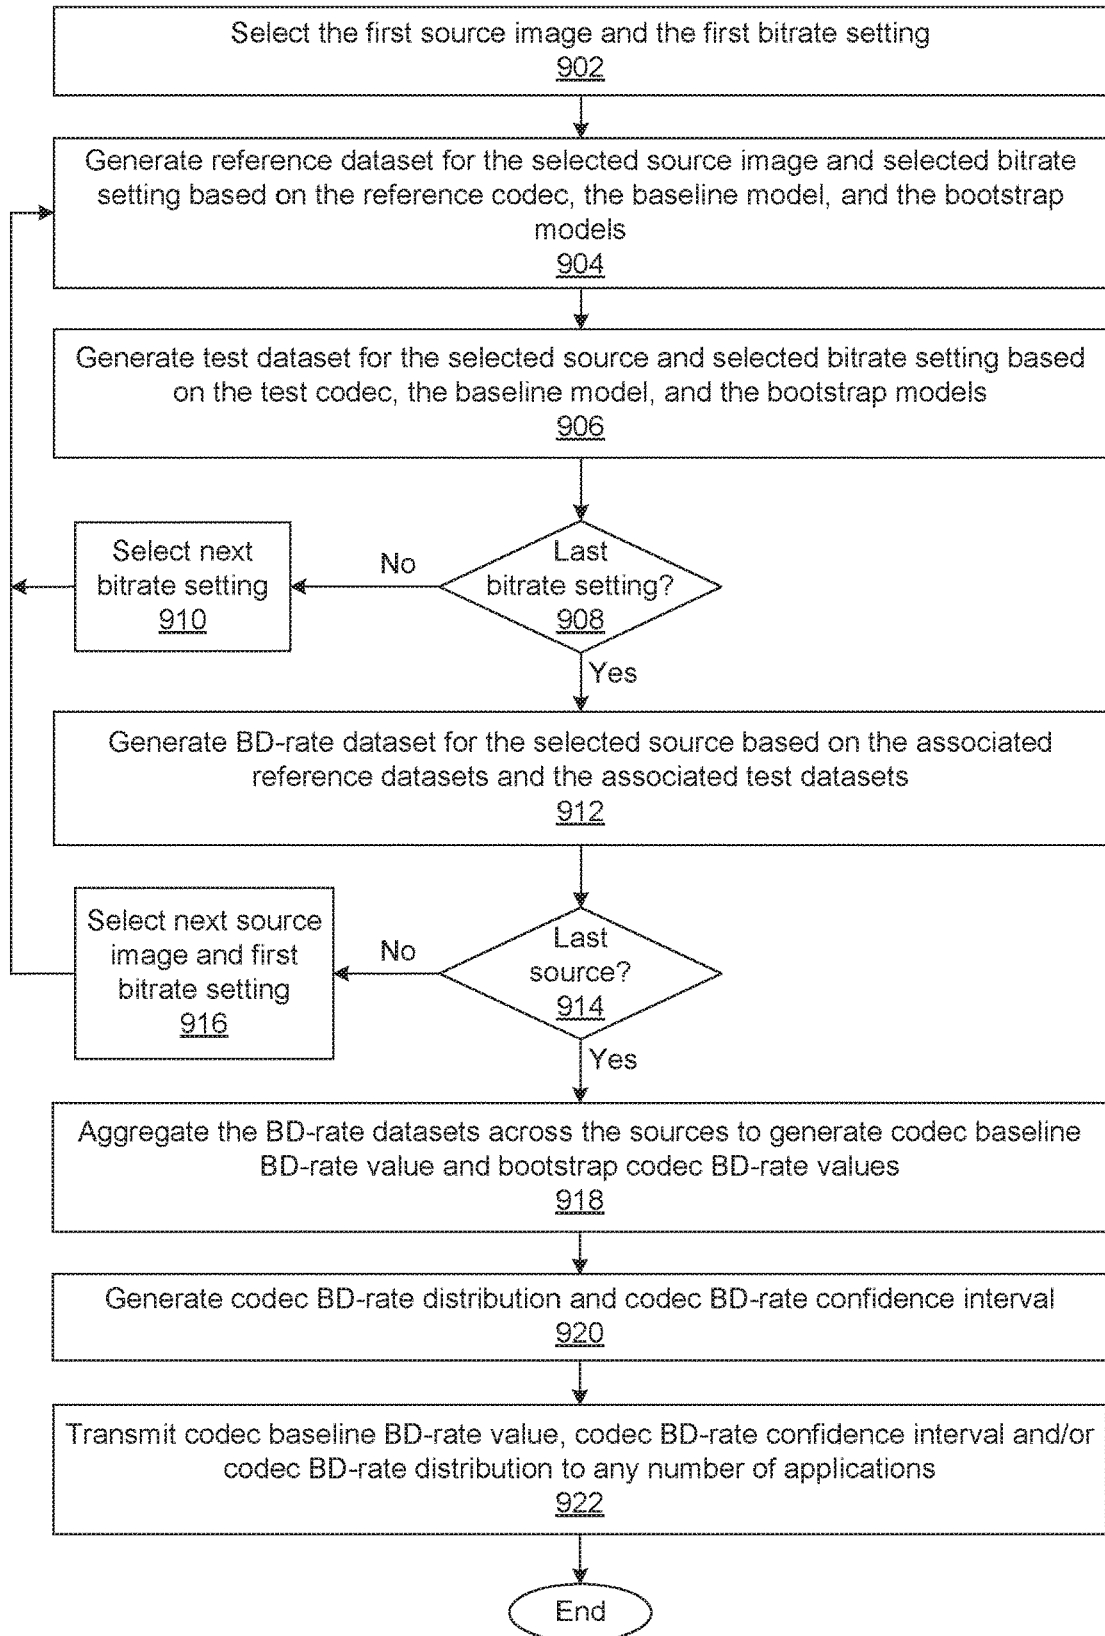 Select the first source image and the first bitrate setting
902
Generate reference dataset for the selected source image and selected bitrate
setting based on the reference codec, the baseline model, and the bootstrap
models
904
Generate test dataset for the selected source and selected bitrate setting based
on the test codec, the baseline model, and the bootstrap models
906
Last
bitrate setting?
908
No
Select next
bitrate setting
910
Yes
Generate BD-rate dataset for the selected source based on the associated
reference datasets and the associated test datasets
912
Last
source?
914
No
Select next source
image and first
bitrate setting
916
Yes
Aggregate the BD-rate datasets across the sources to generate codec baseline
BD-rate value and bootstrap codec BD-rate values
918
Generate codec BD-rate distribution and codec BD-rate confidence interval
920
Transmit codec baseline BD-rate value, codec BD-rate confidence interval and/or
codec BD-rate distribution to any number of applications
922
End